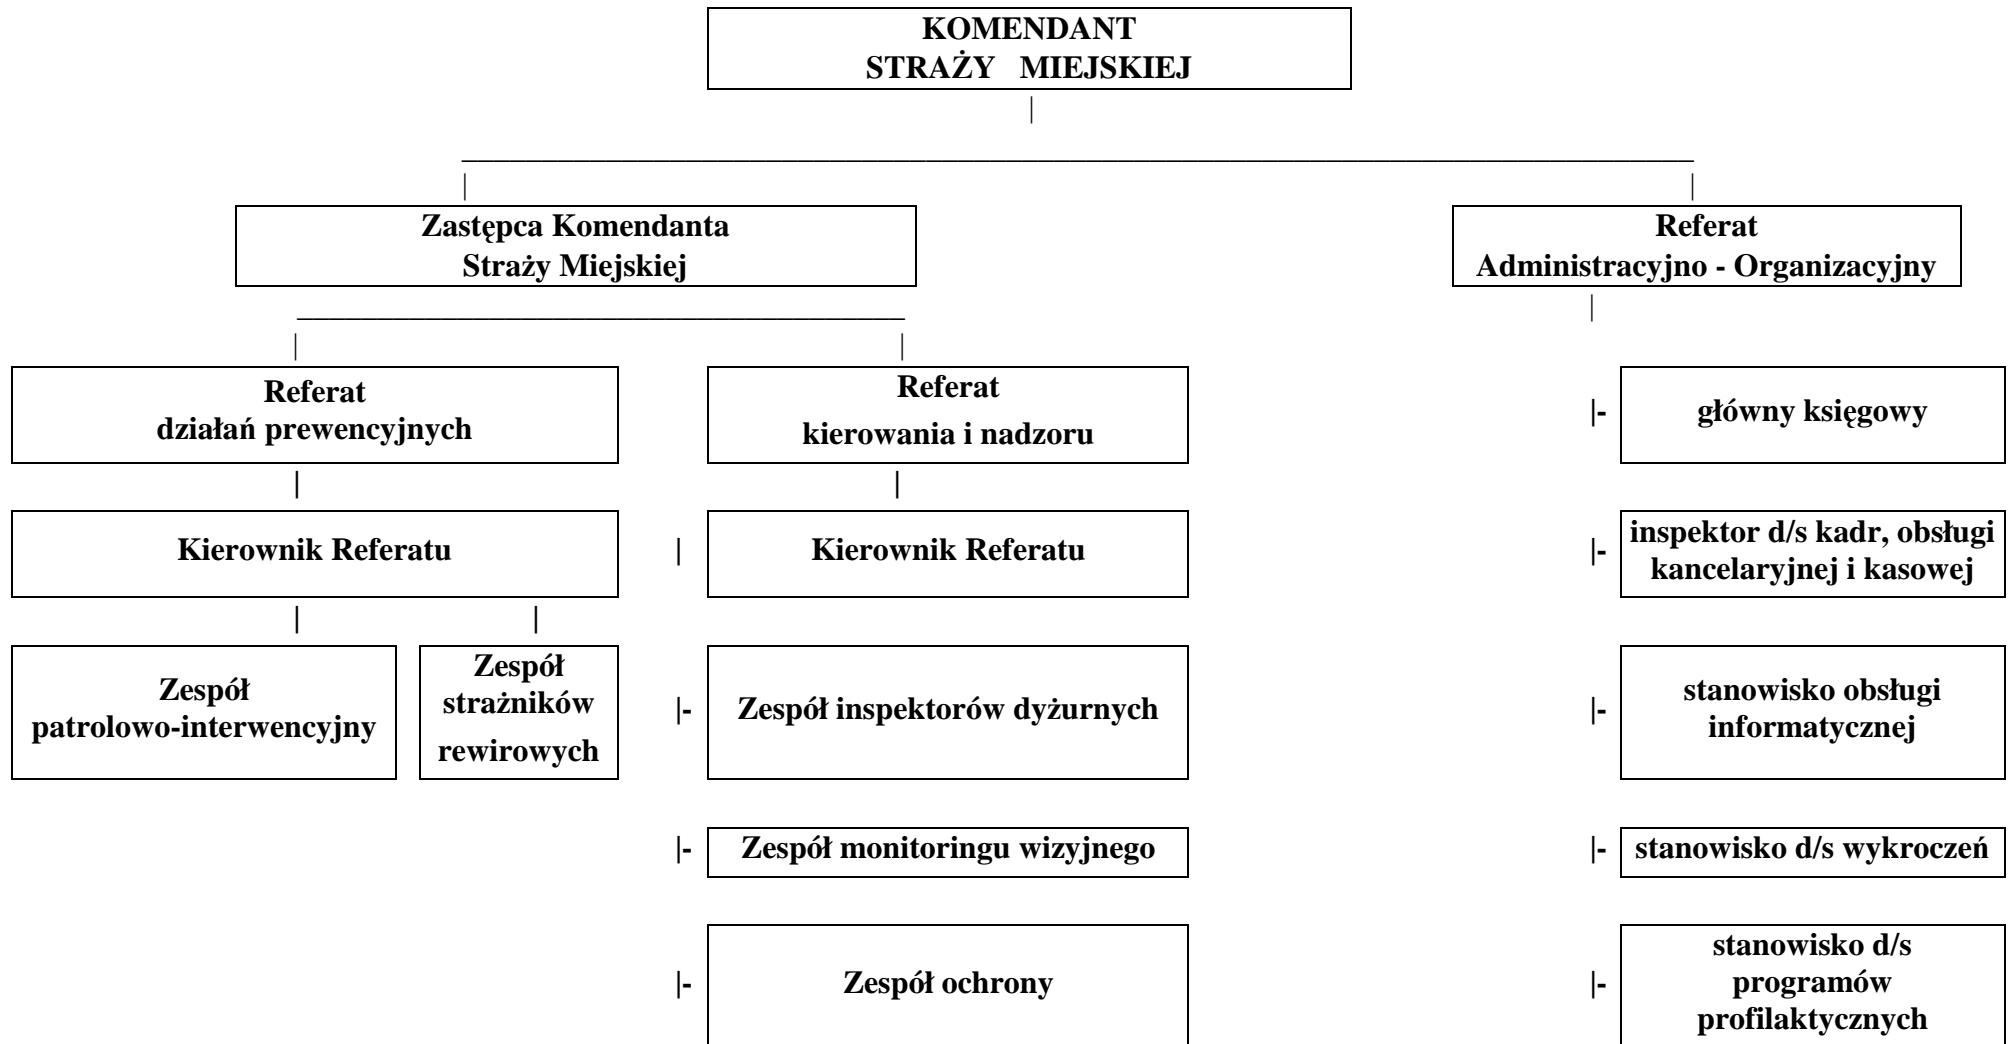 KOMENDANT
STRAŻY MIEJSKIEJ
Zastępca Komendanta
Straży Miejskiej
Referat
Administracyjno - Organizacyjny
Referat
działań prewencyjnych
Referat
kierowania i nadzoru
główny księgowy
Kierownik Referatu
Kierownik Referatu
inspektor d/s kadr, obsługi
kancelaryjnej i kasowej
Zespół
patrolowo-interwencyjny
Zespół
strażników
rewirowych
Zespół inspektorów dyżurnych
stanowisko obsługi
informatycznej
Zespół monitoringu wizyjnego
stanowisko d/s wykroczeń
Zespół ochrony
stanowisko d/s
programów
profilaktycznych